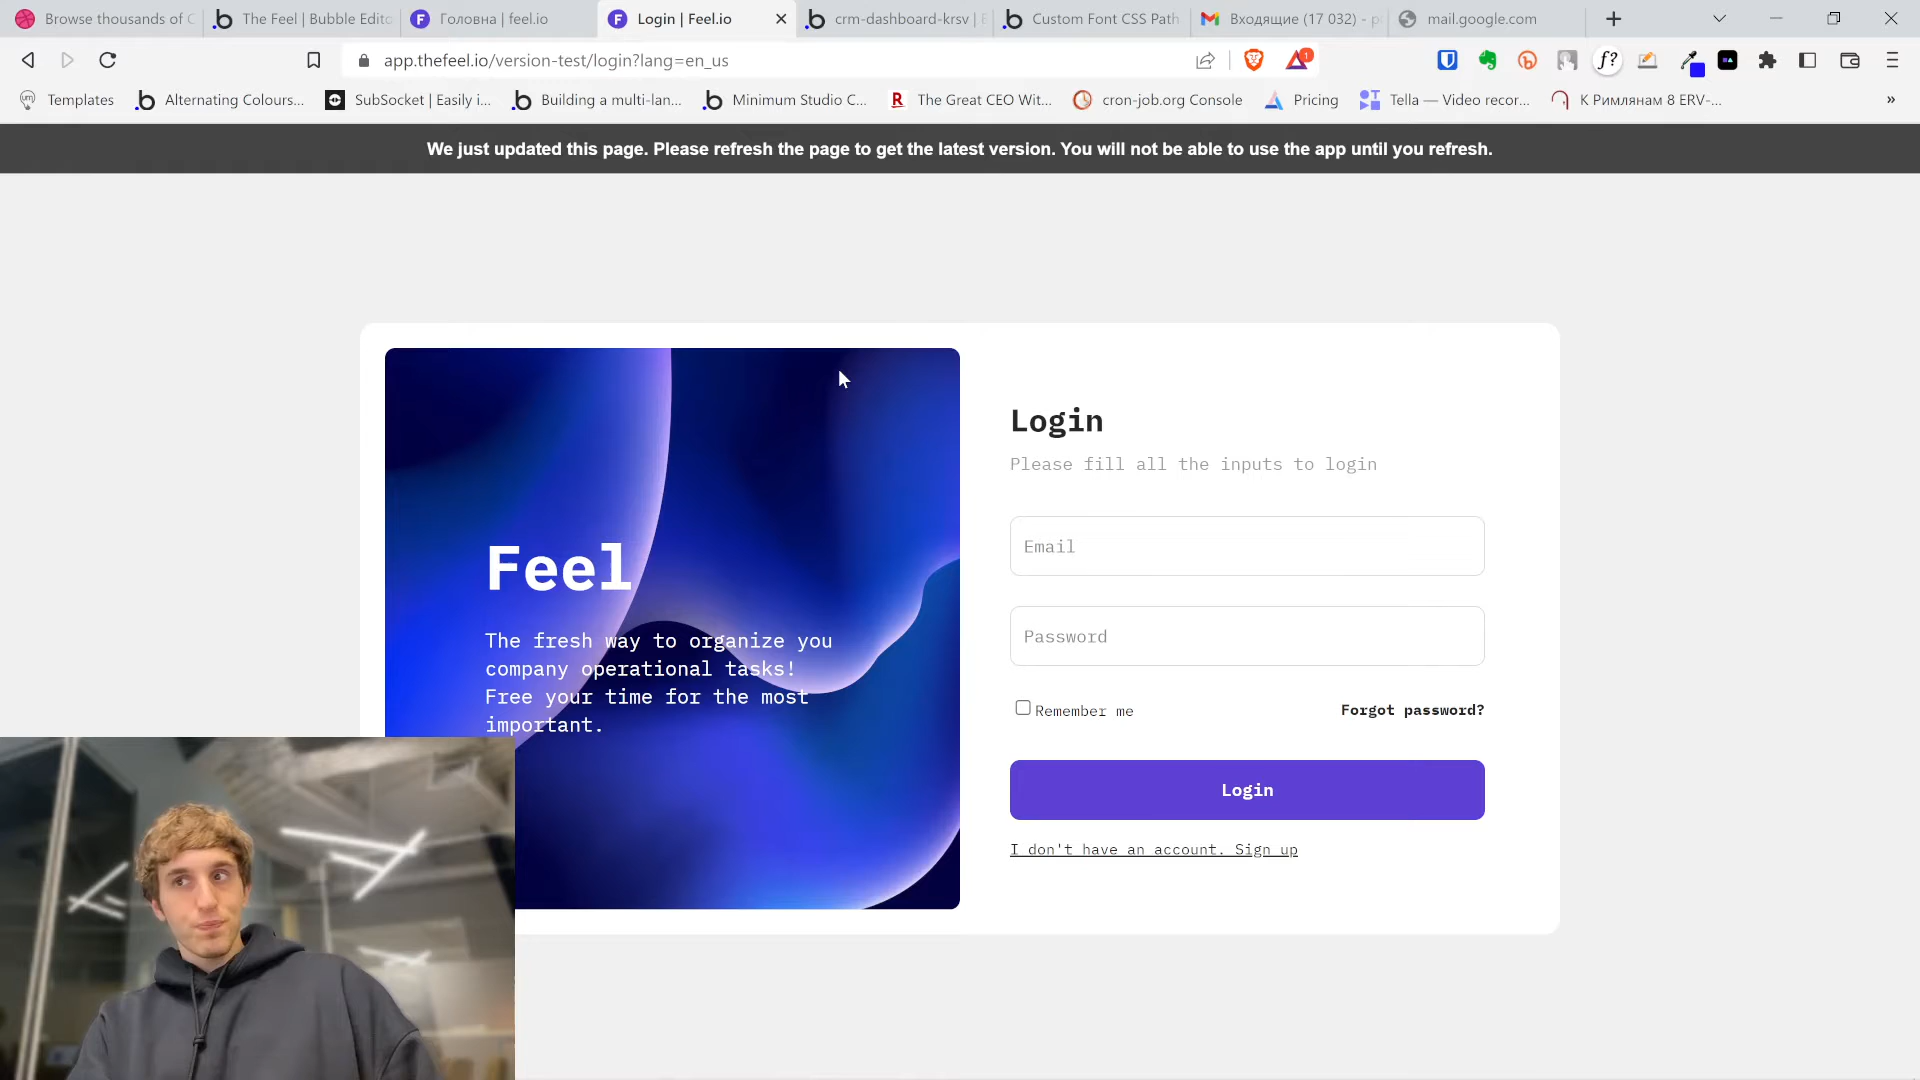 Browse thousands of C
The Feel | Bubble Edito
Головна | feel.io
Login | Feel.io
crm-dashboard-krsv | E
Custom Font CSS Path
Входящие (17 032) - p
mail.google.com
app.thefeel.io/version-test/login?lang=en_us
1
f?
Templates
Alternating Colours...
SubSocket | Easily i...
Building a multi-lan...
Minimum Studio C...
The Great CEO Wit...
cron-job.org Console
Pricing
Tella — Video recor...
К Римлянам 8 ERV-...
»
We just updated this page. Please refresh the page to get the latest version. You will not be able to use the app until you refresh.
Feel
The fresh way to organize you
company operational tasks!
Free your time for the most
important.
Login
Please fill all the inputs to login
Email
Password
Remember me
Forgot password?
Login
I don't have an account. Sign up